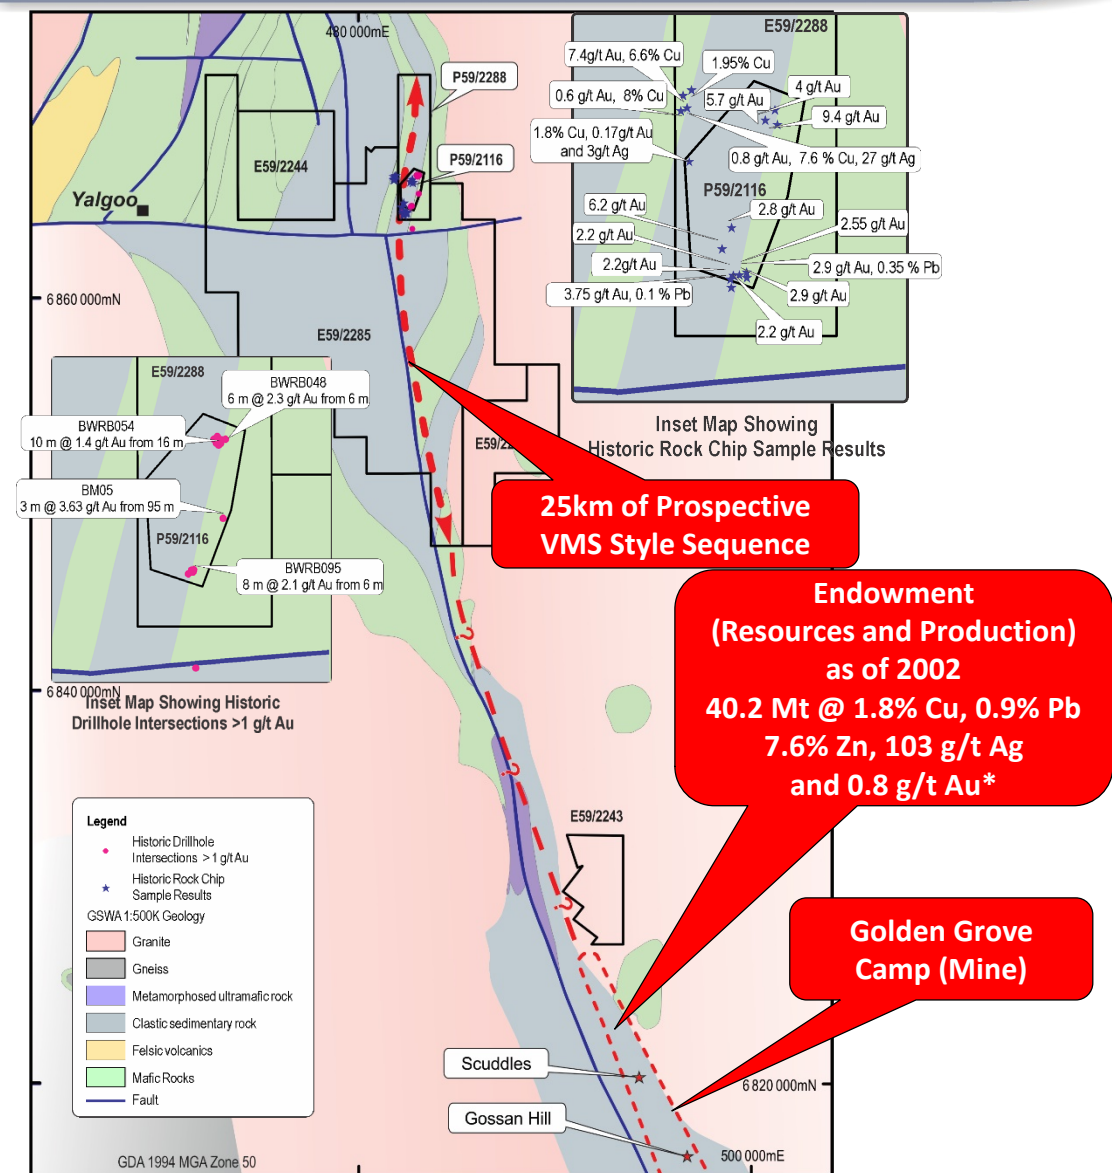 480 000mE
P59/2288
P59/2116
E59/2244
Yalgoo
6 860 000mN
E59/2285
E59/2288
7.4g/t Au, 6.6% Cu
1.95% Cu
0.6 g/t Au, 8% Cu
5.7 g/t Au
4 g/t Au
9.4 g/t Au
1.8% Cu, 0.17g/t Au
and 3g/t Ag
0.8 g/t Au, 7.6 % Cu, 27 g/t Ag
P59/2116
6.2 g/t Au
2.8 g/t Au
2.2 g/t Au
2.55 g/t Au
2.2g/t Au
2.9 g/t Au, 0.35 % Pb
3.75 g/t Au, 0.1 % Pb
2.9 g/t Au
2.2 g/t Au
Inset Map Showing
Historic Rock Chip Sample Results
E59/2288
BWRB048
6 m @ 2.3 g/t Au from 6 m
BWRB054
10 m @ 1.4 g/t Au from 16 m
BM05
3 m @ 3.63 g/t Au from 95 m
P59/2116
BWRB095
8 m @ 2.1 g/t Au from 6 m
6 840 000mN
Inset Map Showing Historic
Drillhole Intersections >1 g/t Au
25km of Prospective
VMS Style Sequence
?
?
?
Endowment
(Resources and Production)
as of 2002
40.2 Mt @ 1.8% Cu, 0.9% Pb
7.6% Zn, 103 g/t Ag
and 0.8 g/t Au*
E59/2243
Golden Grove
Camp (Mine)
Scuddles
Gossan Hill
6 820 000mN
500 000mE
Legend
Historic Drillhole
Intersections >1 g/t Au
Historic Rock Chip
Sample Results
GSWA 1:500K Geology
Granite
Gneiss
Metamorphosed ultramafic rock
Clastic sedimentary rock
Felsic volcanics
Mafic Rocks
Fault
GDA 1994 MGA Zone 50